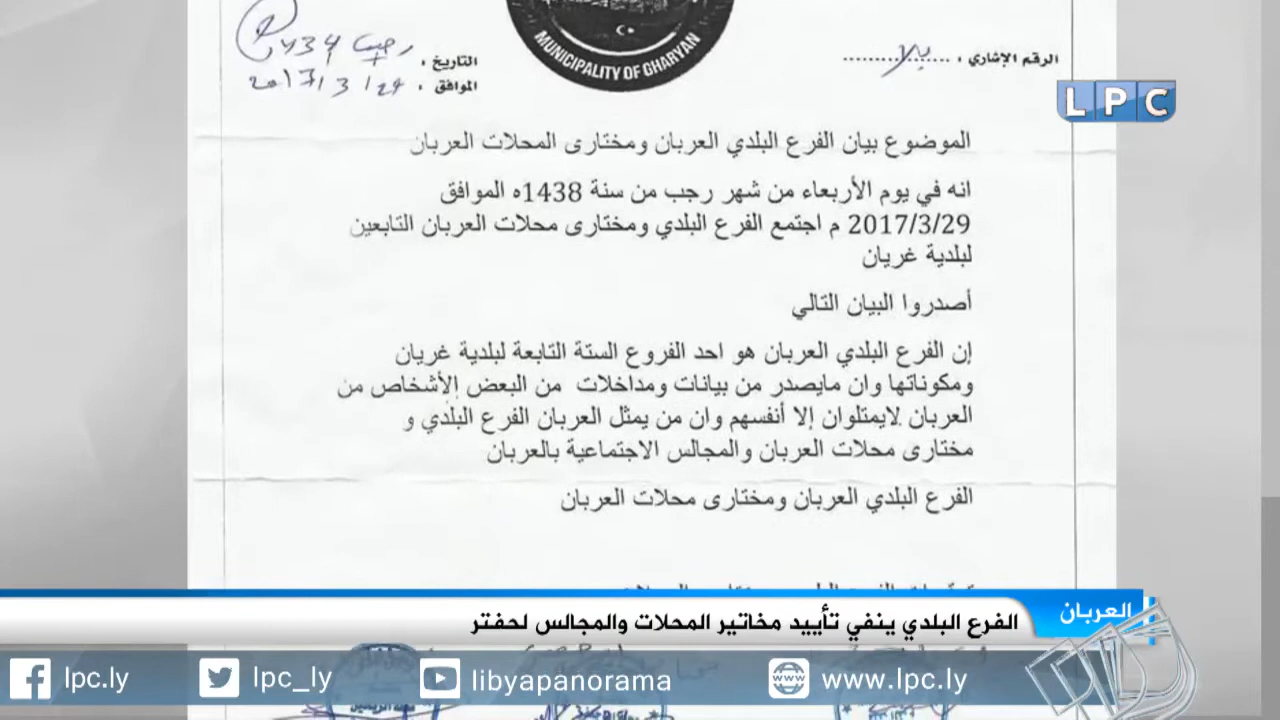 MUNICIPALITY OF GHARYAN
الرقم الإشاري :
التاريخ : رجب
الموافق : 2017/3/29
LPC
الموضوع بيان الفرع البلدي العربان ومختارى المحلات العربان
انه في يوم الأربعاء من شهر رجب من سنة 1438ه الموافق
2017/3/29 م اجتمع الفرع البلدي ومختارى محلات العربان التابعين
لبلدية غريان
أصدروا البيان التالي
إن الفرع البلدي العربان هو احد الفروع الستة التابعة لبلدية غريان
ومكوناتها وان مايصدر من بيانات ومداخلات من البعض الأشخاص من
العربان لايمتلوان إلا أنفسهم وان من يمثل العربان الفرع البلدي و
مختارى محلات العربان والمجالس الاجتماعية بالعربان
الفرع البلدي العربان ومختارى محلات العربان
العربان
الفرع البلدي ينفي تأييد مخاتير المحلات والمجالس لحفتر
lpc.ly
lpc_ly
libyapanorama
www.lpc.ly